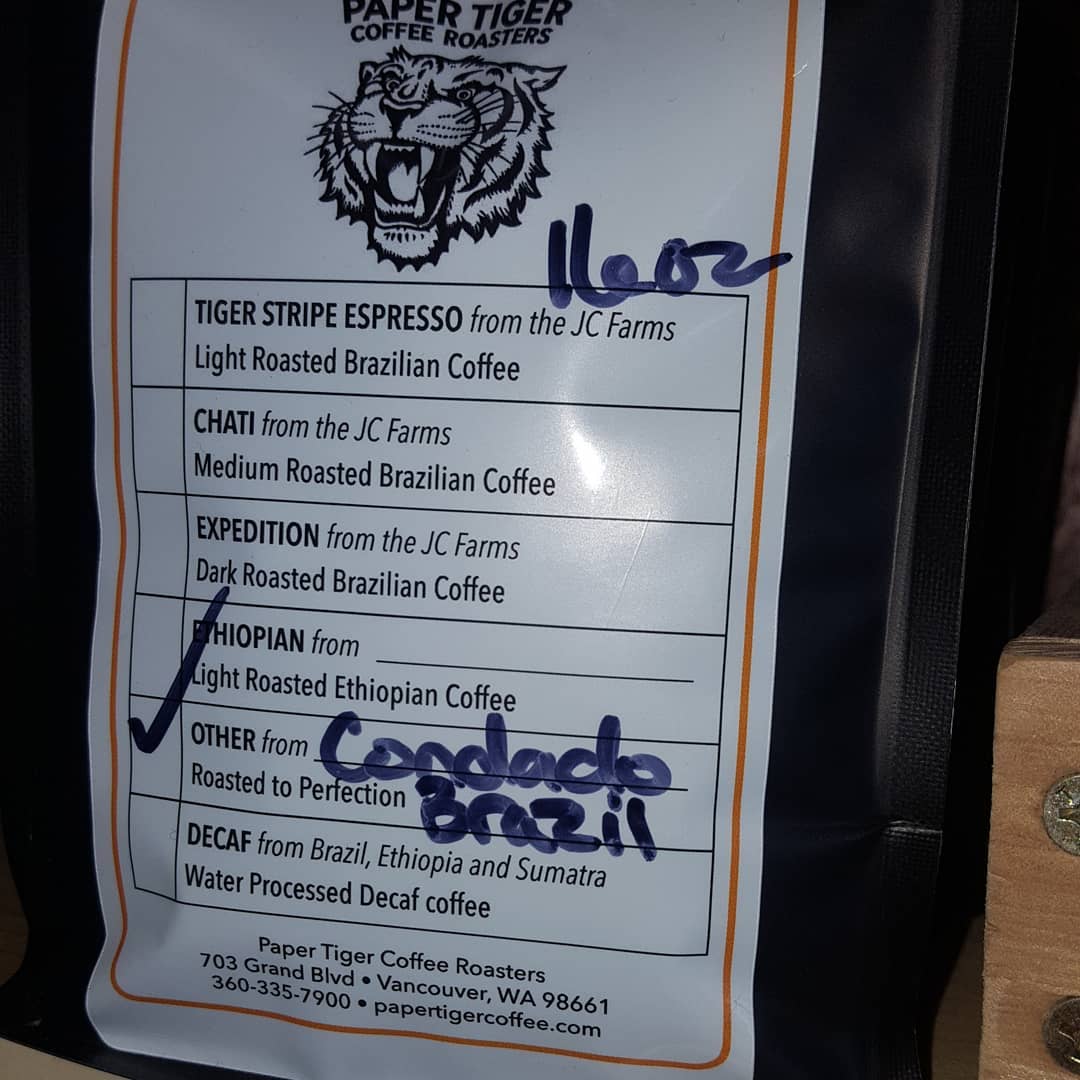 PAPER TIGER
COFFEE ROASTERS
16 oz
TIGER STRIPE ESPRESSO from the JC Farms
Light Roasted Brazilian Coffee
CHATI from the JC Farms
Medium Roasted Brazilian Coffee
EXPEDITION from the JC Farms
Dark Roasted Brazilian Coffee
ETHIOPIAN from
Light Roasted Ethiopian Coffee
OTHER from Condado
Roasted to Perfection Brazil
DECAF from Brazil, Ethiopia and Sumatra
Water Processed Decaf coffee
Paper Tiger Coffee Roasters
703 Grand Blvd • Vancouver, WA 98661
360-335-7900 • papertigercoffee.com